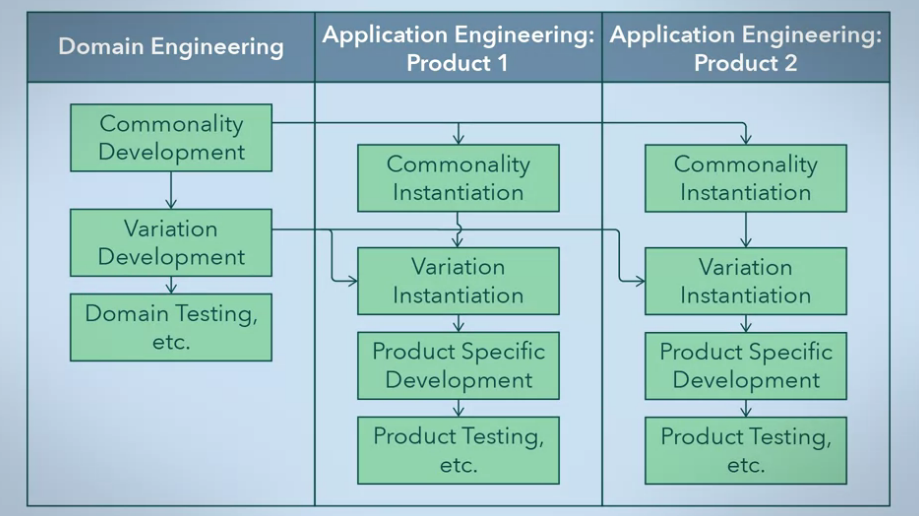 Domain Engineering
Application Engineering:
Product 1
Application Engineering:
Product 2
Commonality
Development
Variation
Development
Domain Testing,
etc.
Commonality
Instantiation
Variation
Instantiation
Product Specific
Development
Product Testing,
etc.
Commonality
Instantiation
Variation
Instantiation
Product Specific
Development
Product Testing,
etc.